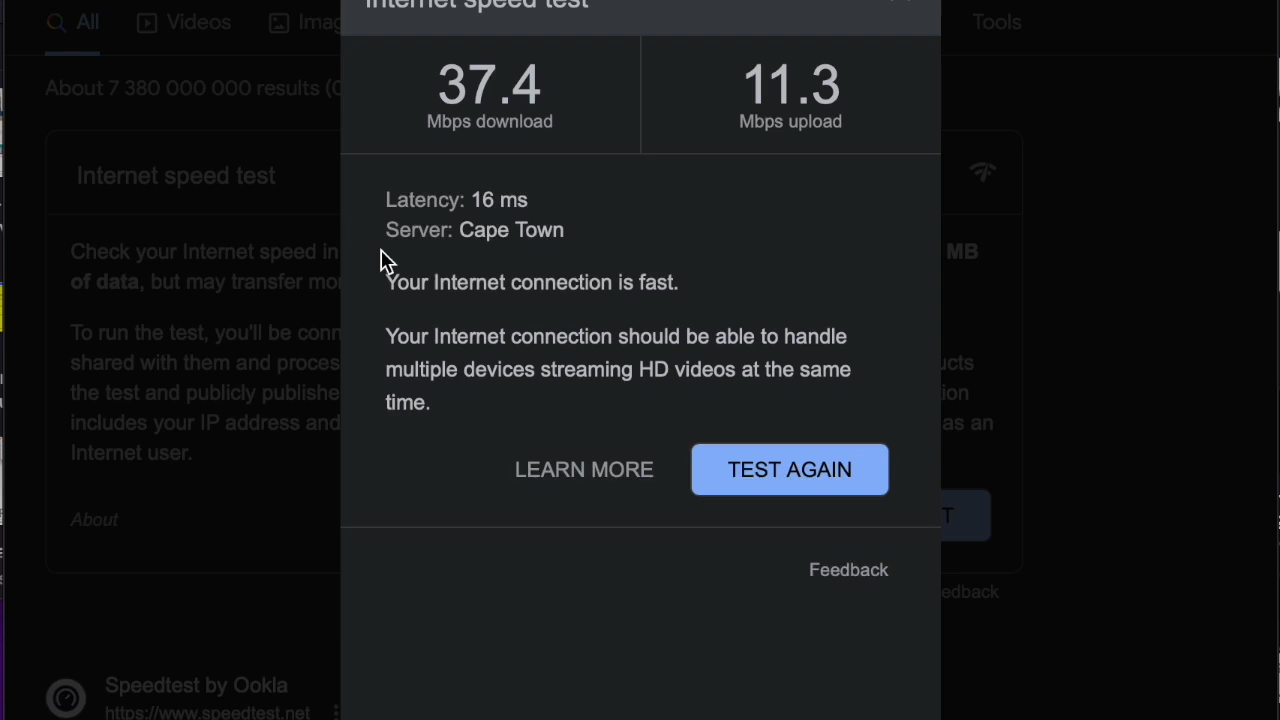 All
Videos
Imag
Tools
About 7 380 000 000 results (
Internet speed test
37.4
Mbps download
11.3
Mbps upload
Latency: 16 ms
Server: Cape Town
Your Internet connection is fast.
Your Internet connection should be able to handle
multiple devices streaming HD videos at the same
time.
LEARN MORE
TEST AGAIN
Feedback
Internet speed test
Check your Internet speed in
MB
of data, but may transfer mo
To run the test, you'll be conn
shared with them and proces
ucts
the test and publicly publishe
ion
includes your IP address and
as an
Internet user.
About
T
edback
Speedtest by Ookla
https://www.speedtest.net